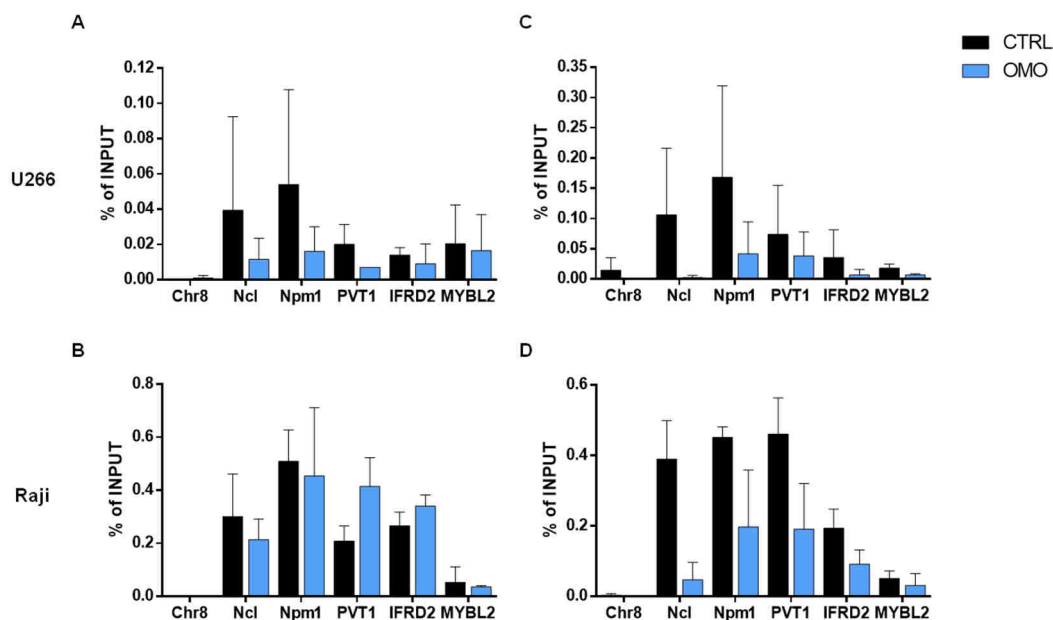 A
% of INPUT
0.12
0.10
0.08
0.06
0.04
0.02
0.00
Chr8 Ncl Npm1 PVT1 IFRD2 MYBL2
U266
C
% of INPUT
0.35
0.30
0.25
0.20
0.15
0.10
0.05
0.00
Chr8 Ncl Npm1 PVT1 IFRD2 MYBL2
CTRL
OMO
B
% of INPUT
0.8
0.6
0.4
0.2
0.0
Chr8 Ncl Npm1 PVT1 IFRD2 MYBL2
Raji
D
% of INPUT
0.6
0.4
0.2
0.0
Chr8 Ncl Npm1 PVT1 IFRD2 MYBL2